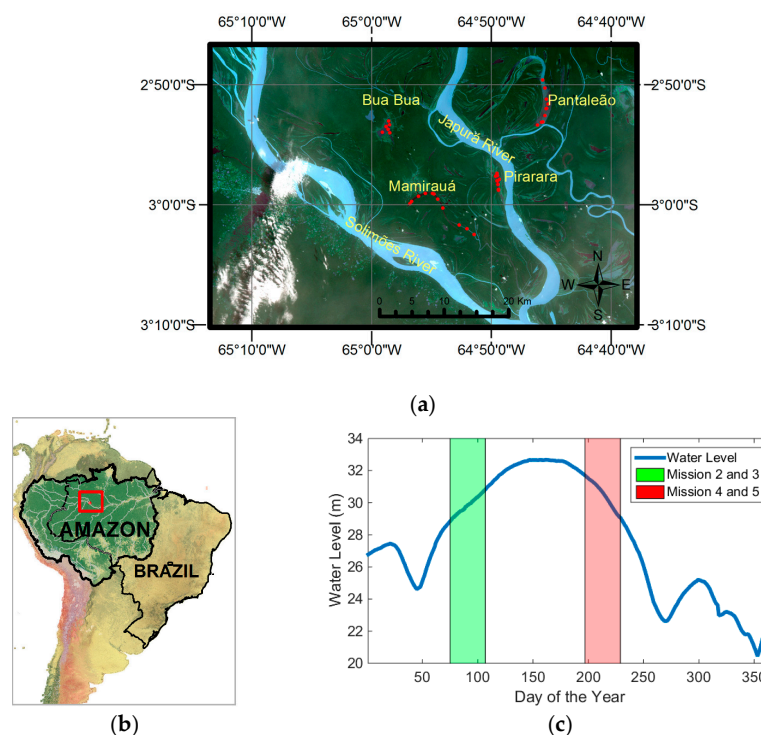 65°10'0"W 65°0'0"W 64°50'0"W 64°40'0"W
2°50'0"S 2°50'0"S
Bua Bua Pantaleão
Japurã River
Pirarara
Mamirauá
3°0'0"S 3°0'0"S
Solimões River
N
W E
S
0 5 10 20 Km
3°10'0"S 3°10'0"S
65°10'0"W 65°0'0"W 64°50'0"W 64°40'0"W
(a)
AMAZON
BRAZIL
(b)
34
32
30
28
26
24
22
20
Water Level (m)
Water Level
Mission 2 and 3
Mission 4 and 5
50 100 150 200 250 300 350
Day of the Year
(c)